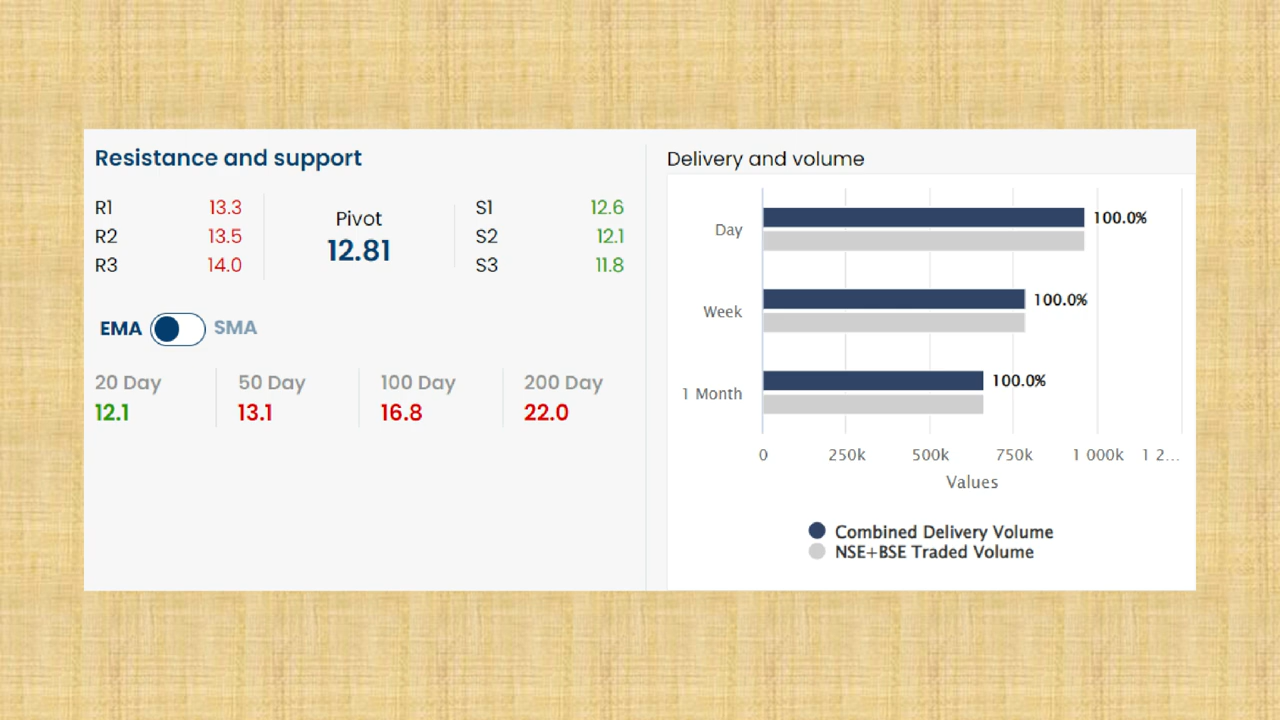 Resistance and support
R1 13.3
R2 13.5
R3 14.0
Pivot
12.81
S1 12.6
S2 12.1
S3 11.8
EMA SMA
20 Day 50 Day 100 Day 200 Day
12.1 13.1 16.8 22.0
Delivery and volume
Day 100.0%
Week 100.0%
1 Month 100.0%
0 250k 500k 750k 1 000k 1 2...
Values
Combined Delivery Volume
NSE+BSE Traded Volume